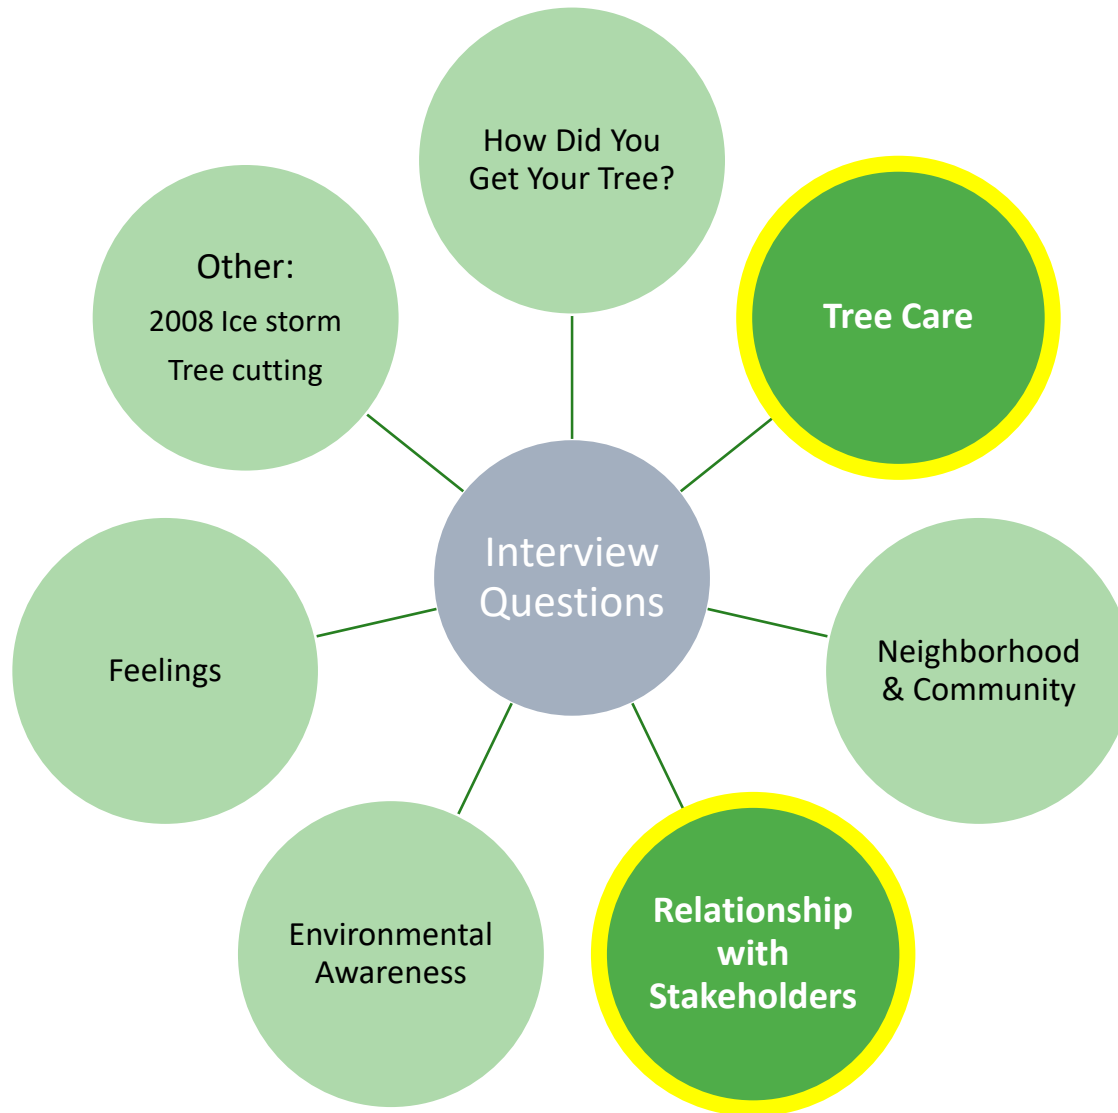 How Did You
Get Your Tree?
Tree Care
Neighborhood
& Community
Relationship
with
Stakeholders
Environmental
Awareness
Feelings
Other:
2008 Ice storm
Tree cutting
Interview
Questions